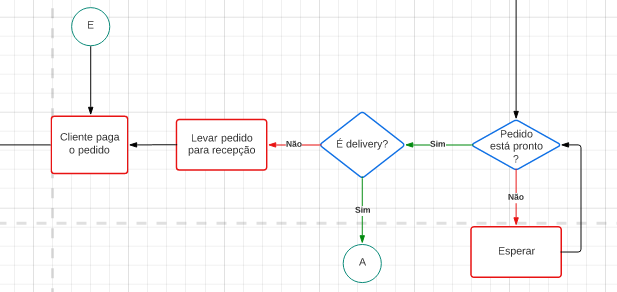 E
Cliente paga
o pedido
Levar pedido
para recepção
Não
É delivery?
Sim
Pedido
está pronto
?
Sim
Não
A
Esperar